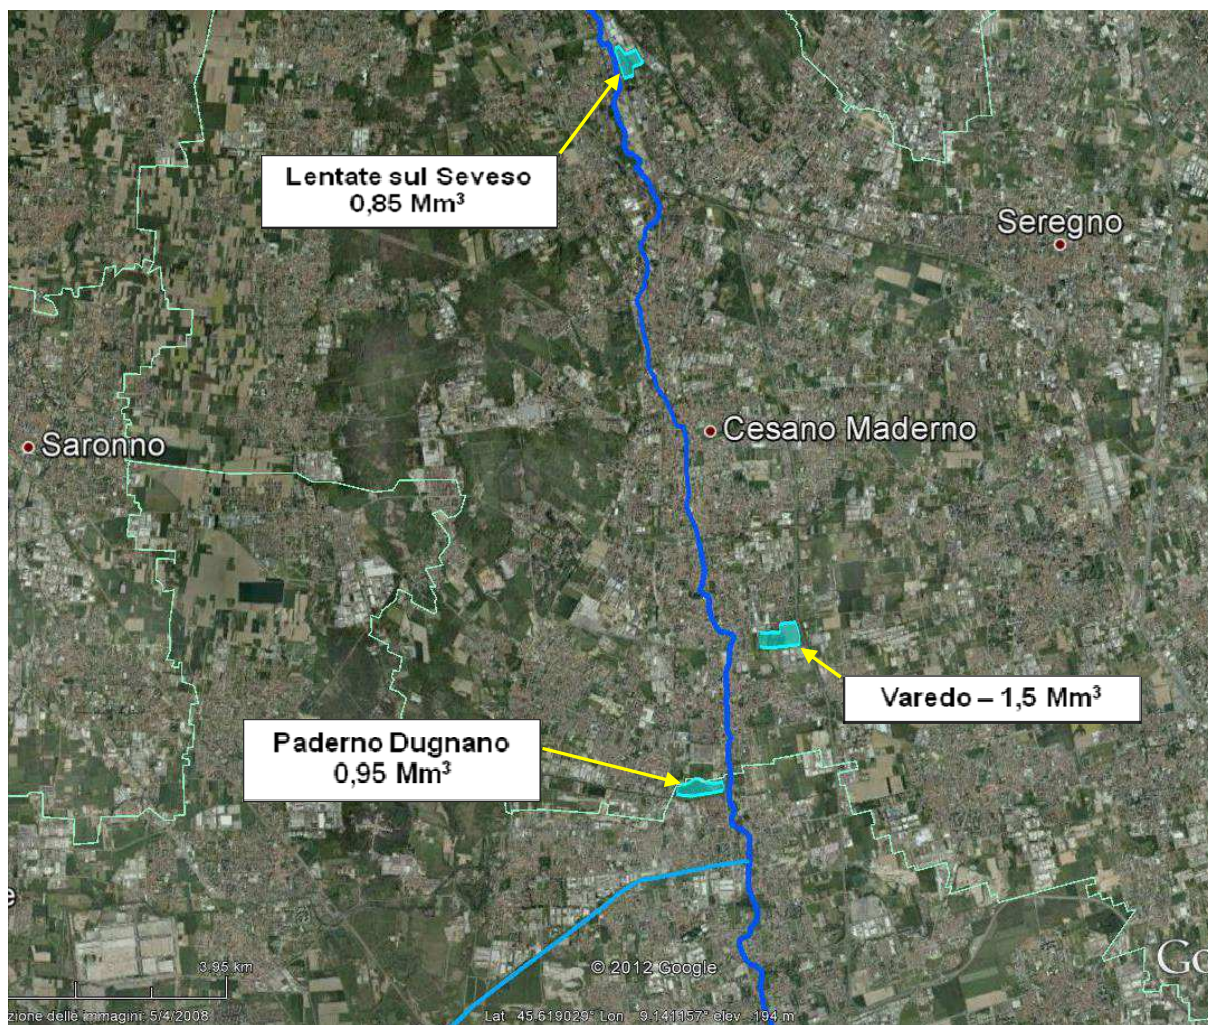 Lentate sul Seveso
0,85 Mm³
Seregno
Cesano Maderno
Saronno
Varedo – 1,5 Mm³
Paderno Dugnano
0,95 Mm³
e
3.95 km
© 2012 Google
Go
zione delle immagini: 5/4/2008
Lat 45.619029° Lon 9.141157° elev 194 m